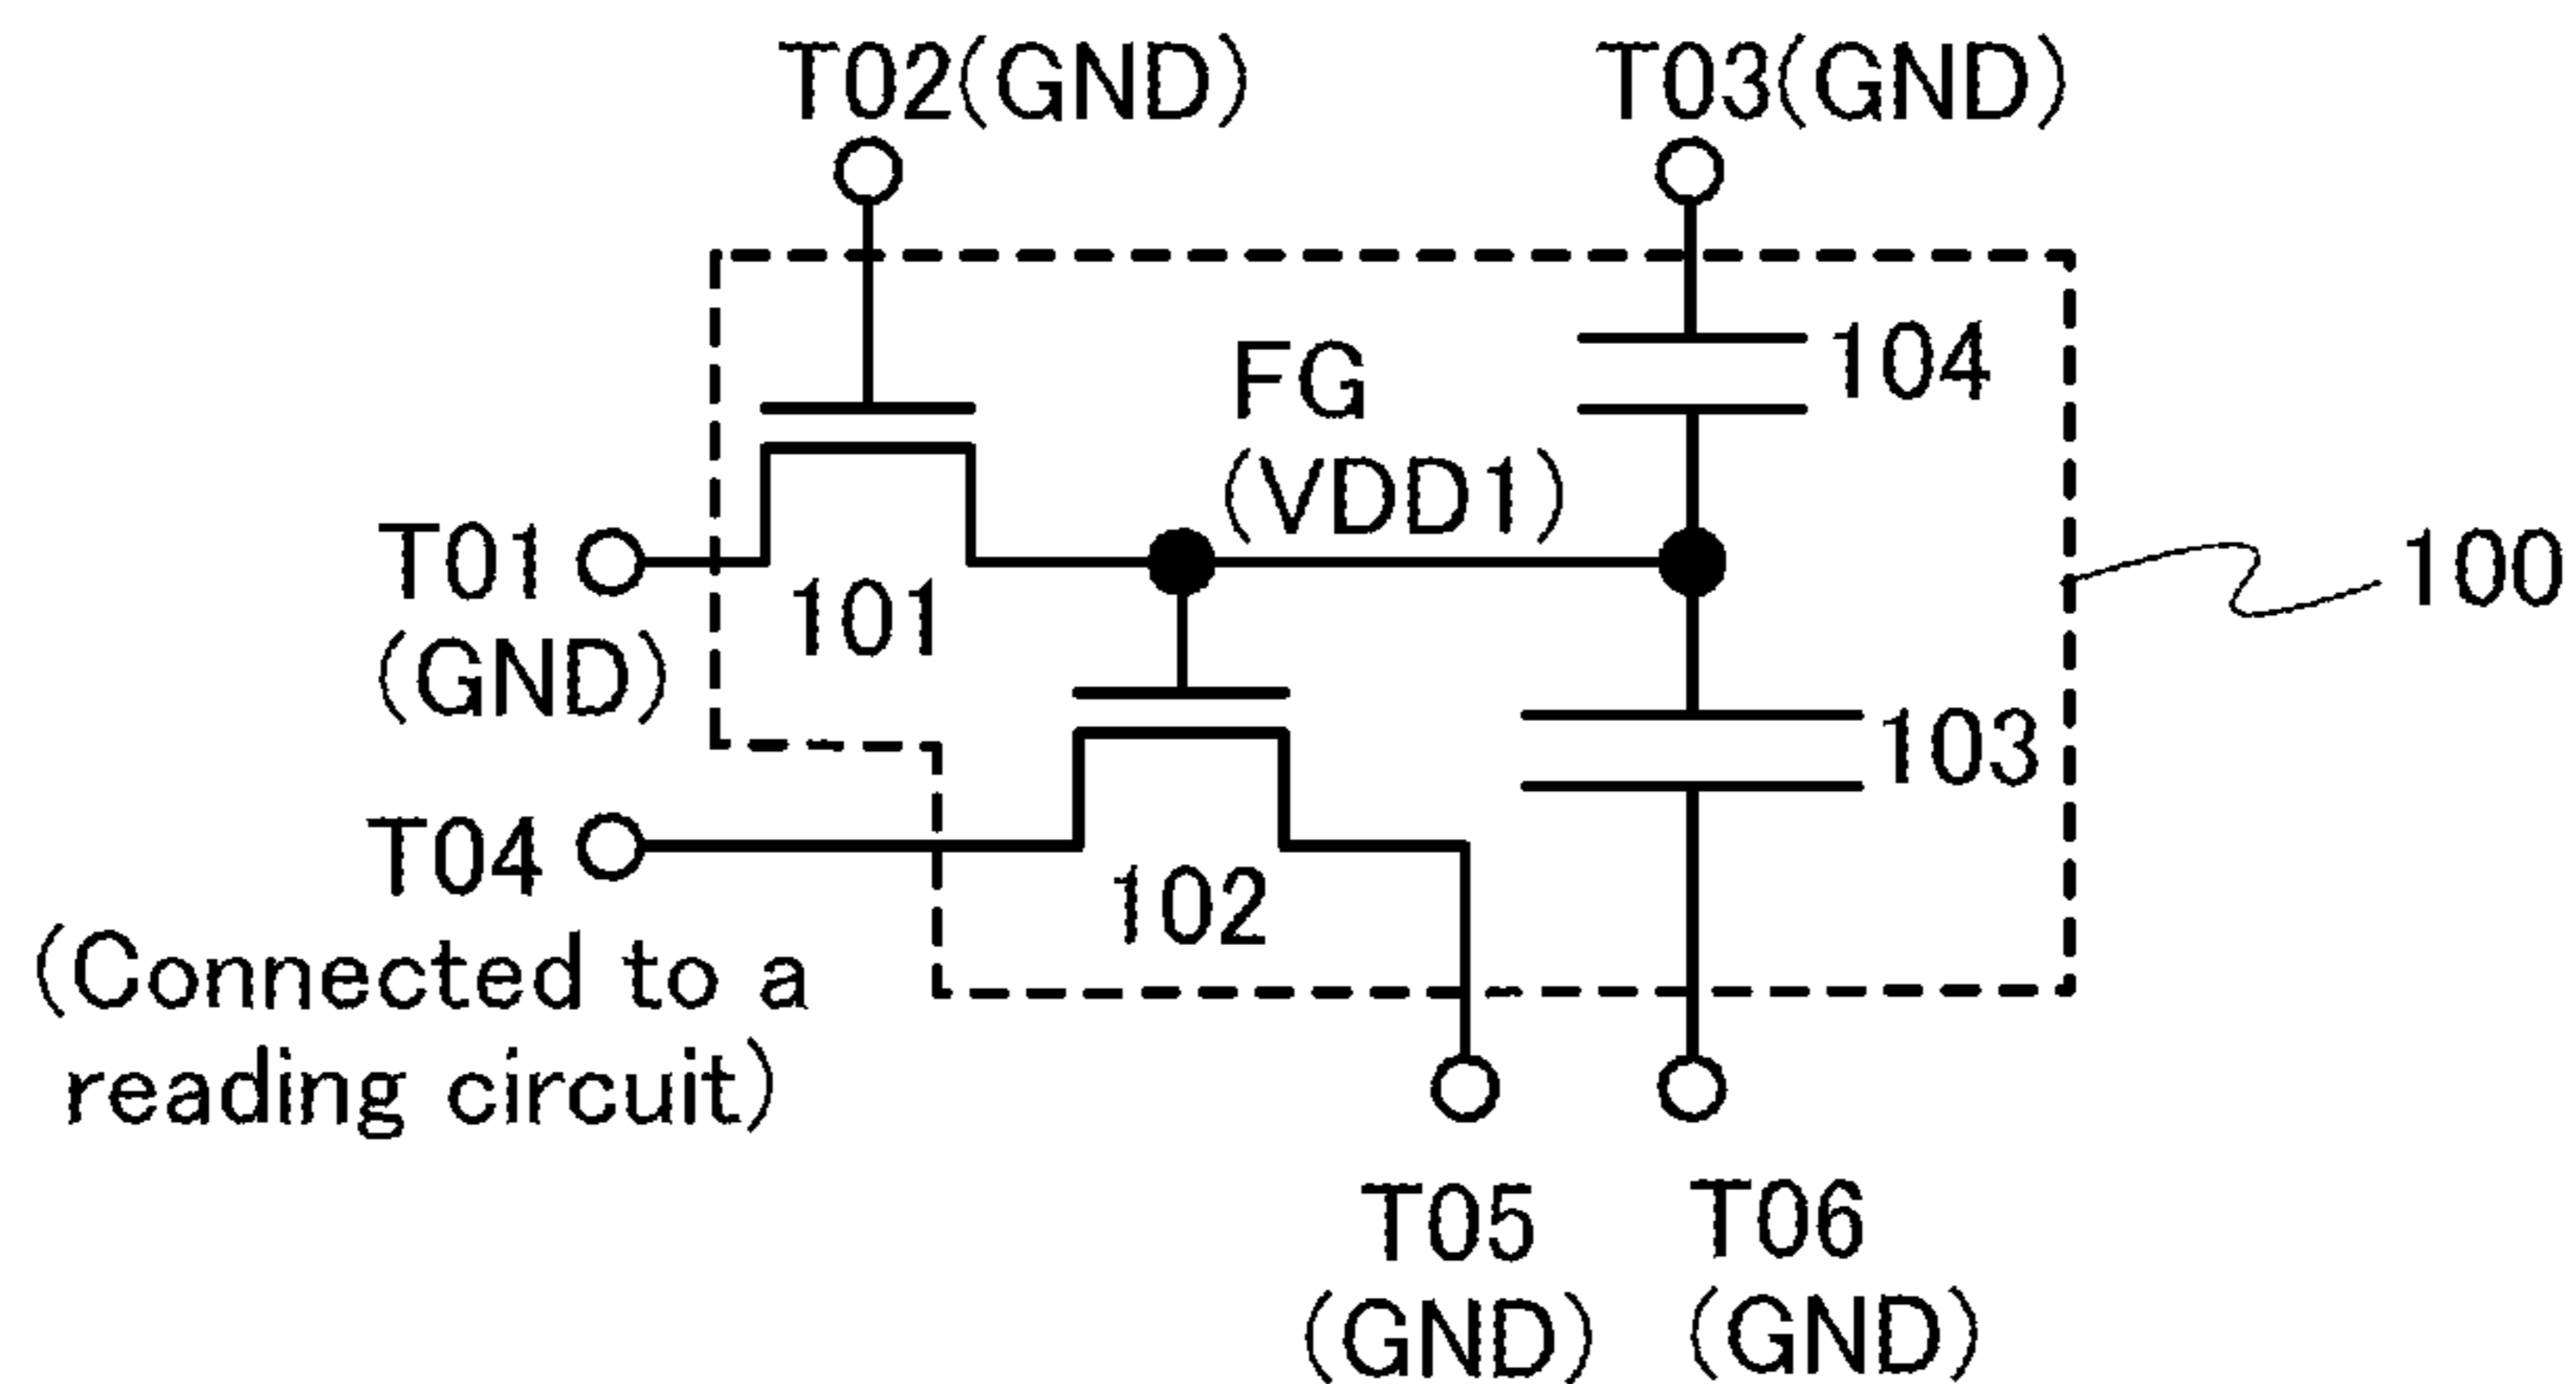 T02(GND)
T03(GND)
104
FG
(VDD1)
T01
(GND)
101
100
103
T04
(Connected to a
reading circuit)
102
T05
(GND)
T06
(GND)